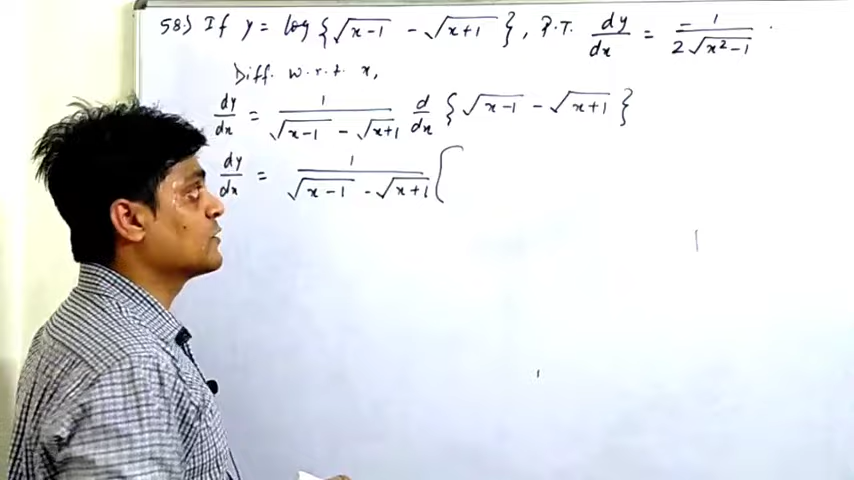 58.) If y = log {√x-1 - √x+1}, P.T. dy/dx = -1/2√x²-1 .
Diff. w.r.t. x,
dy/dx = 1/√x-1 - √x+1 d/dx {√x-1 - √x+1}
dy/dx = 1/√x-1 - √x+1 (